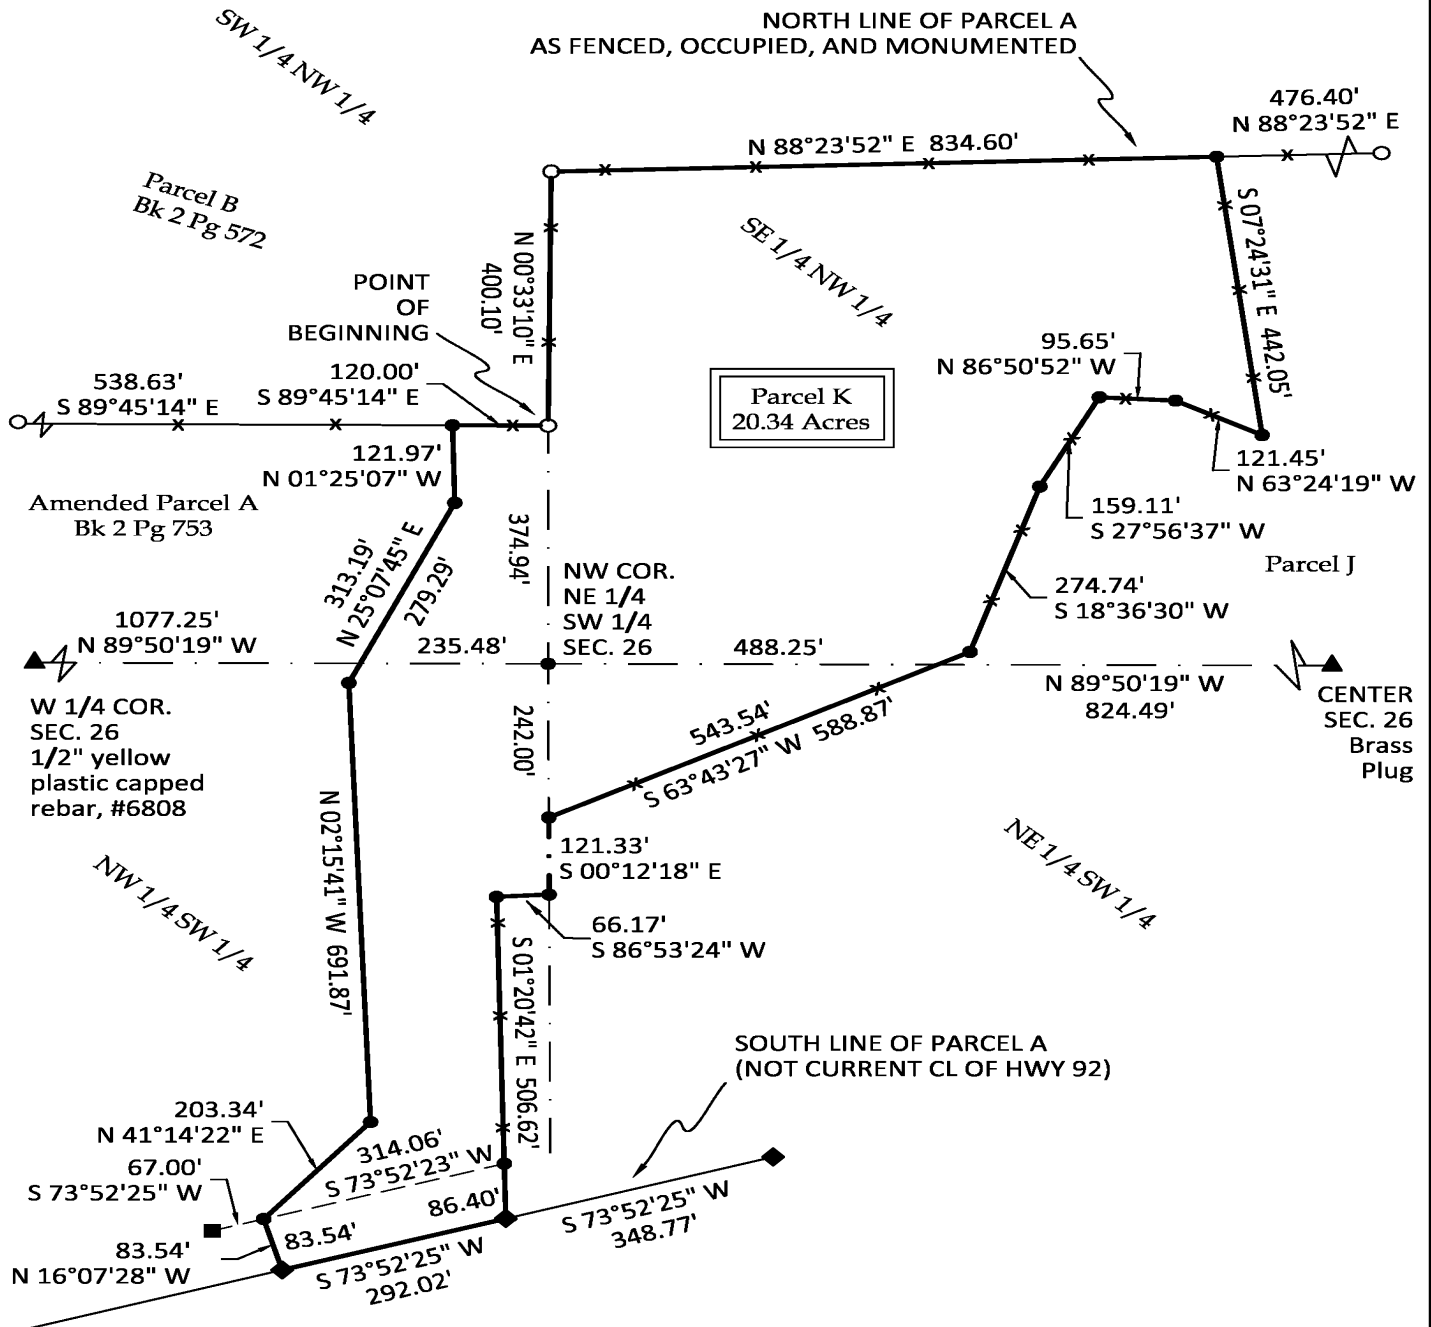 SW 1/4 NW 1/4
NORTH LINE OF PARCEL A
AS FENCED, OCCUPIED, AND MONUMENTED
476.40'
N 88°23'52" E
N 88°23'52" E 834.60'
Parcel B
Bk 2 Pg 572
SE 1/4 NW 1/4
S 07°24'31" E 442.05'
N 00°33'10" E
400.10'
POINT
OF
BEGINNING
120.00'
S 89°45'14" E
538.63'
S 89°45'14" E
95.65'
N 86°50'52" W
Parcel K
20.34 Acres
121.97'
N 01°25'07" W
121.45'
N 63°24'19" W
Amended Parcel A
Bk 2 Pg 753
159.11'
S 27°56'37" W
313.19'
N 25°07'45" E
279.29'
374.94'
NW COR.
NE 1/4
SW 1/4
SEC. 26
Parcel J
274.74'
S 18°36'30" W
1077.25'
N 89°50'19" W
235.48'
488.25'
N 89°50'19" W
824.49'
W 1/4 COR.
SEC. 26
1/2" yellow
plastic capped
rebar, #6808
CENTER
SEC. 26
Brass
Plug
242.00'
543.54'
S 63°43'27" W 588.87'
N 02°15'41" W 691.87'
121.33'
S 00°12'18" E
NW 1/4 SW 1/4
NE 1/4 SW 1/4
66.17'
S 86°53'24" W
S 01°20'42" E 506.62'
SOUTH LINE OF PARCEL A
(NOT CURRENT CL OF HWY 92)
203.34'
N 41°14'22" E
314.06'
S 73°52'23" W
67.00'
S 73°52'25" W
86.40'
S 73°52'25" W
348.77'
83.54'
83.54'
N 16°07'28" W
S 73°52'25" W
292.02'